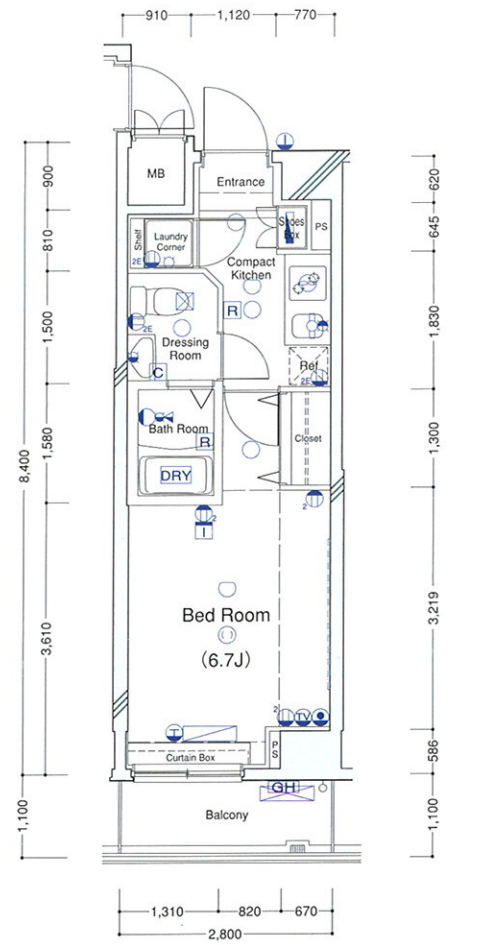 910
1,120
770
MB
Entrance
900
620
Shelf
Laundry
Corner
2E
Shoes
Box
PS
810
645
Compact
Kitchen
R
2E
Dressing
Room
C
1,500
1,830
Ref
2E
Bath Room
R
DRY
Closet
1,580
1,300
8,400
2
2
I
Bed Room
(6.7J)
3,610
3,219
2
TV
T
P
S
Curtain Box
586
GH
Balcony
1,100
1,100
1,310
820
670
2,800